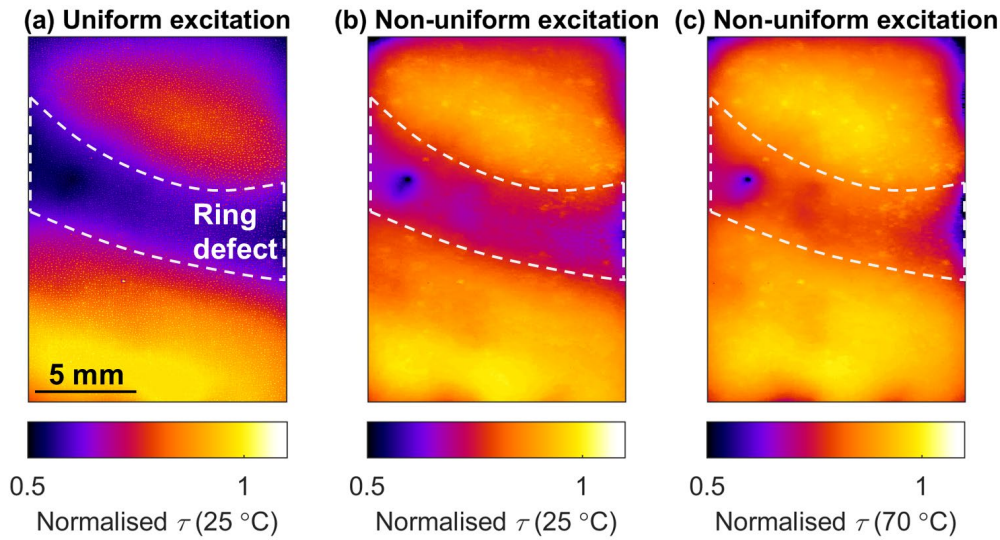 (a) Uniform excitation
(b) Non-uniform excitation
(c) Non-uniform excitation
Ring
defect
5 mm
0.5 1
0.5 1
0.5 1
Normalised τ (25 °C)
Normalised τ (25 °C)
Normalised τ (70 °C)